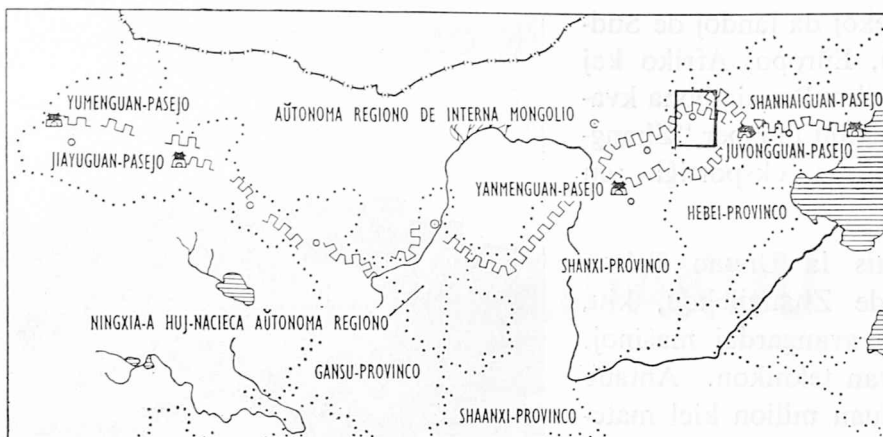 YUMENGUAN-PASEJO
AŬTONOMA REGIONO DE INTERNA MONGOLIO
SHANHAIGUAN-PASEJO
JIAYUGUAN-PASEJO
JUYONGGUAN-PASEJO
YANMENGUAN-PASEJO
HEBEI-PROVINCO
SHANXI-PROVINCO
NINGXIA-A HUJ-NACIECA AŬTONOMA REGIONO
GANSU-PROVINCO
SHAANXI-PROVINCO